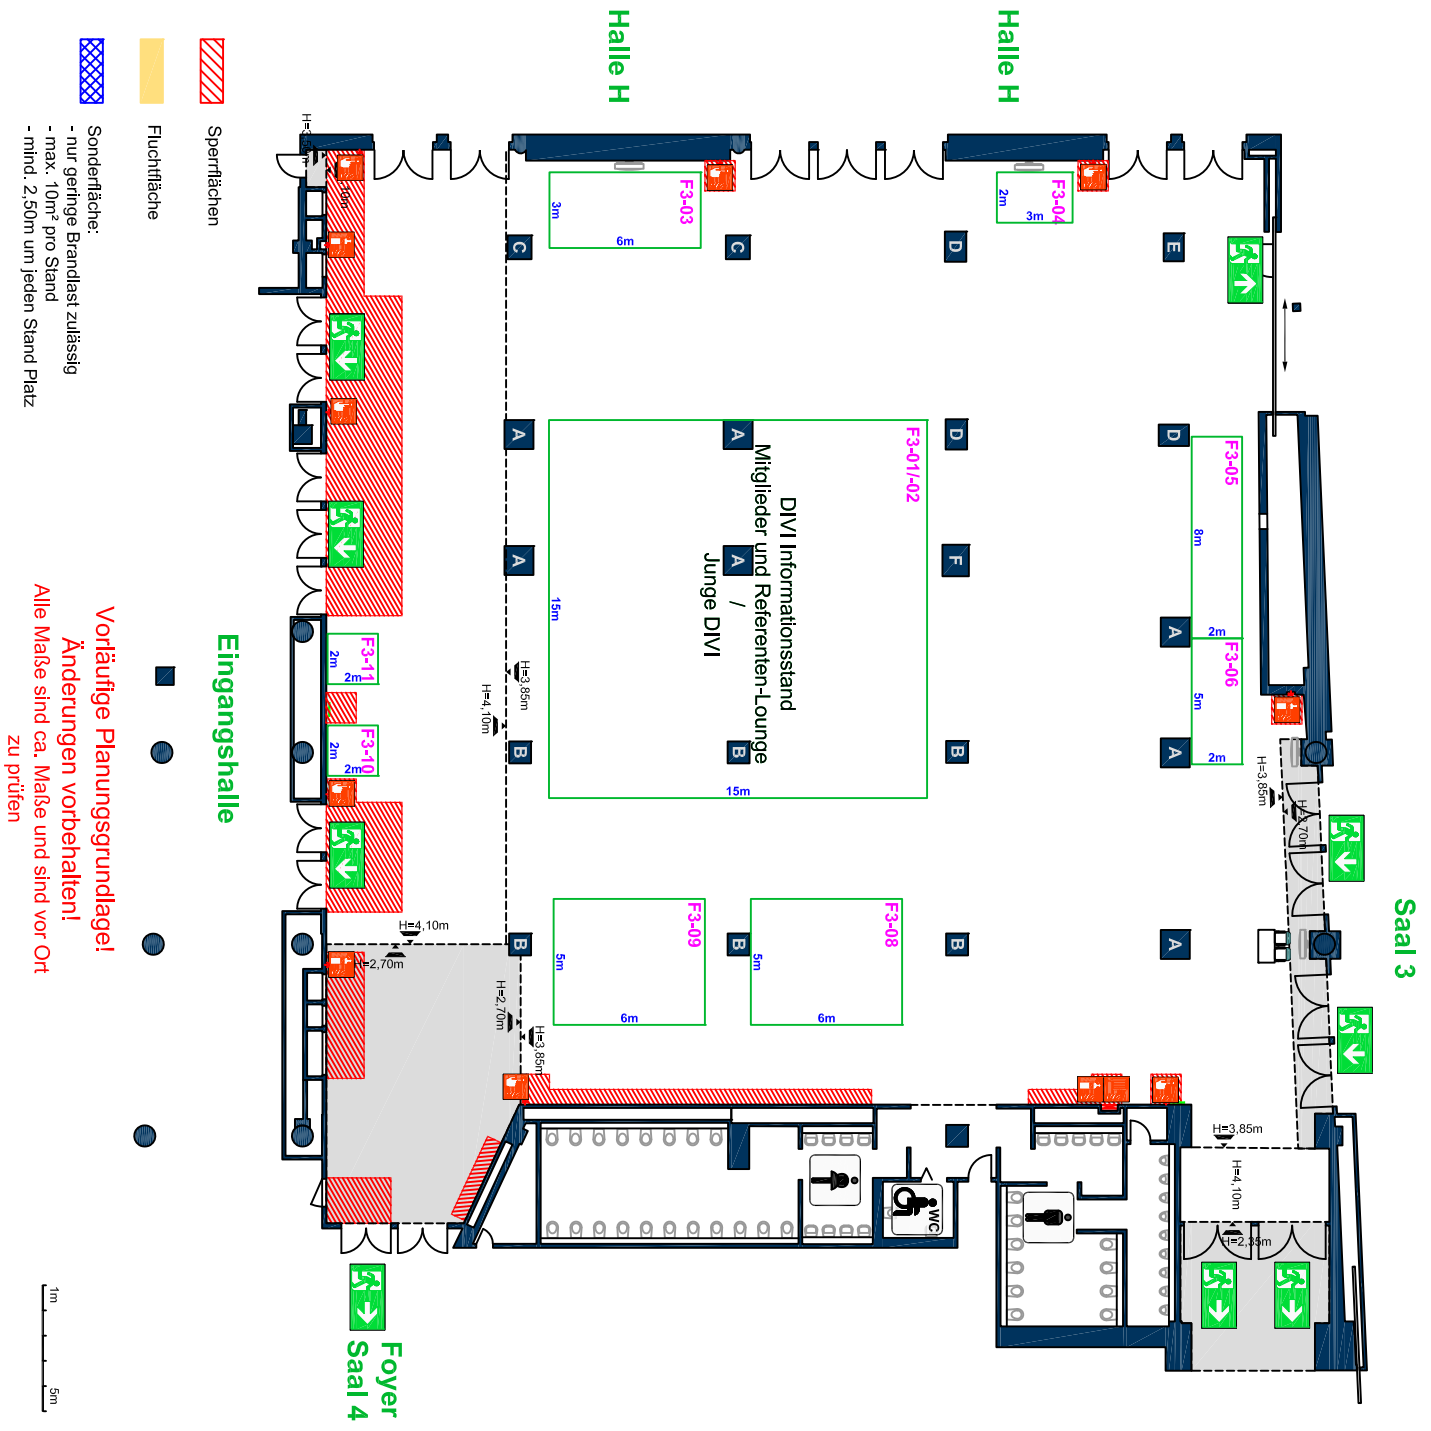 Halle H
Halle H
Sperrflächen
Fluchtfläche
Sonderfläche:
- nur geringe Brandlast zulässig
- max. 10m² pro Stand
- mind. 2,50m um jeden Stand Platz
F3-03
3m
6m
F3-04
2m
3m
C
C
D
E
A
A
D
D
F3-01/-02
DIVI Informationsstand
Mitglieder und Referenten-Lounge
/
Junge DIVI
15m
15m
A
A
F
F3-05
8m
2m
A
F3-06
5m
2m
A
F3-11
2m
2m
F3-10
2m
2m
H=3,85m
H=4,10m
B
B
B
H=3,85m
H=2,70m
Eingangshalle
Vorläufige Planungsgrundlage!
Änderungen vorbehalten!
Alle Maße sind ca. Maße und sind vor Ort
zu prüfen
F3-09
5m
6m
F3-08
5m
6m
B
B
B
A
Saal 3
H=4,10m
H=2,70m
H=2,70m
H=3,85m
H=3,85m
H=4,10m
H=2,35m
WC
Foyer
Saal 4
1m
5m